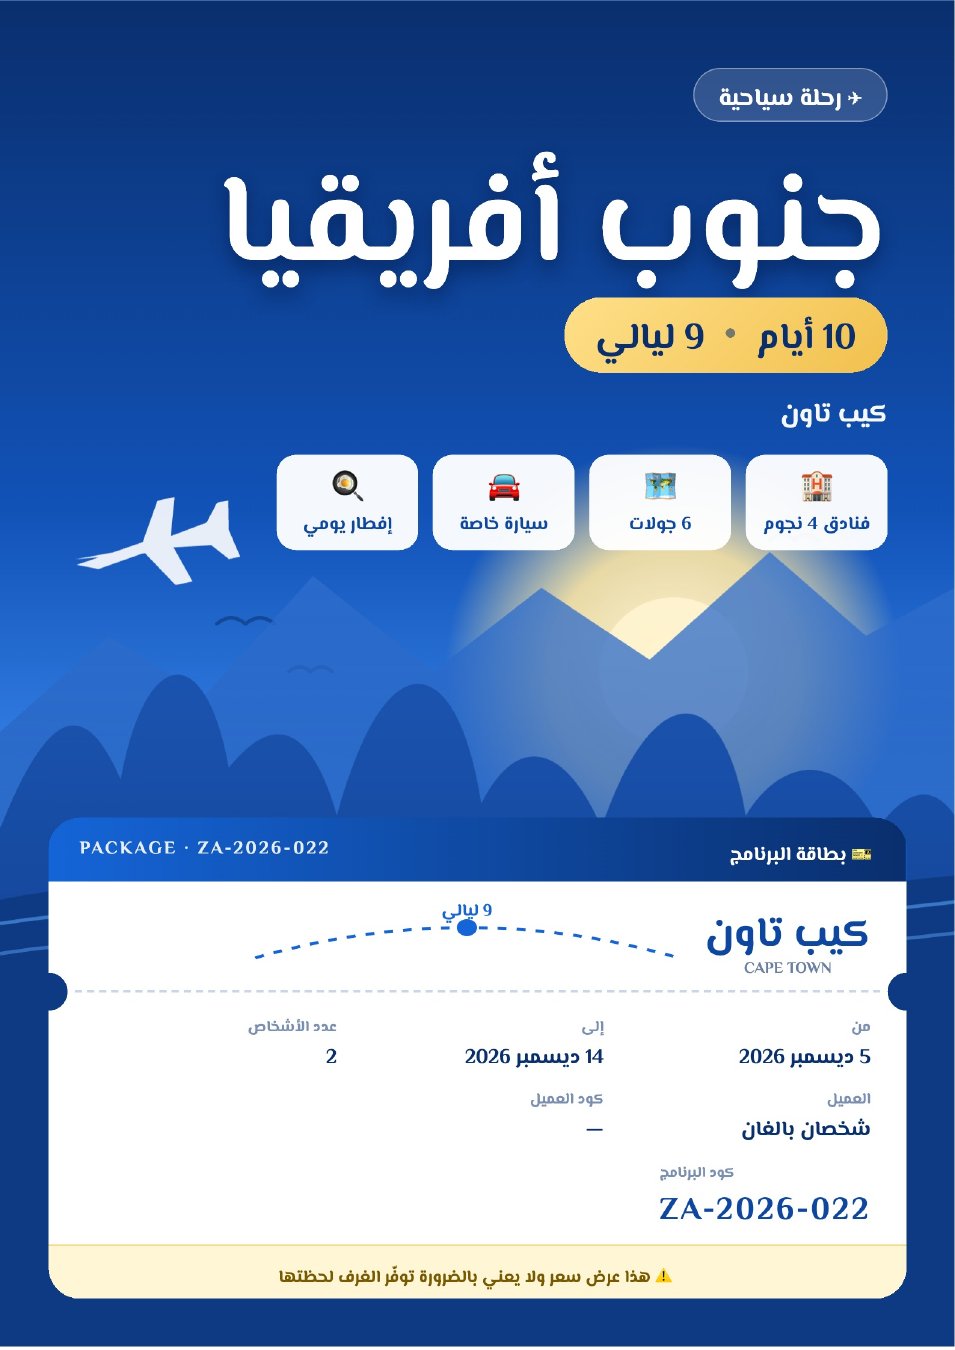 ✈ رحلة سياحية
جنوب أفريقيا
10 أيام • 9 ليالي
كيب تاون
فنادق 4 نجوم
6 جولات
سيارة خاصة
إفطار يومي
🎫 بطاقة البرنامج
PACKAGE · ZA-2026-022
كيب تاون
CAPE TOWN
9 ليالي
من
إلى
عدد الأشخاص
5 ديسمبر 2026
14 ديسمبر 2026
2
العميل
كود العميل
شخصان بالغان
—
كود البرنامج
ZA-2026-022
⚠️ هذا عرض سعر ولا يعني بالضرورة توفّر الغرف لحظتها